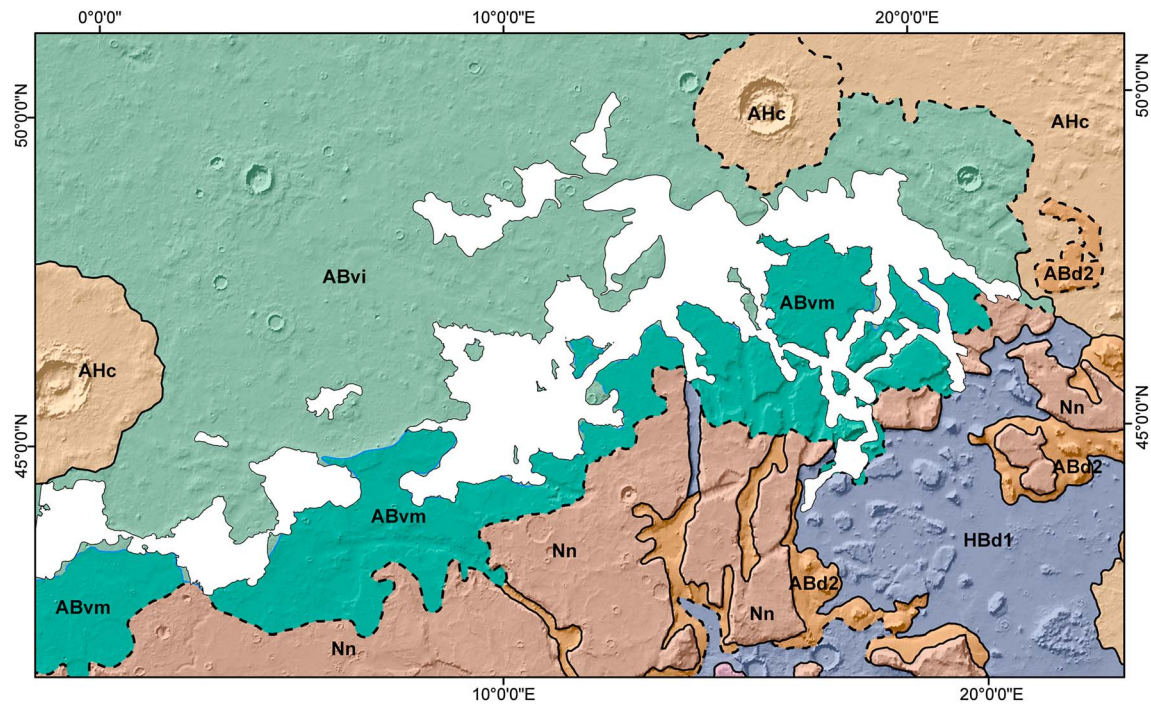 0°0'0" 10°0'0"E 20°0'0"E
50°0'0"N 50°0'0"N
AHc AHc
ABvi ABd2
ABvm
AHc
Nn
45°0'0"N 45°0'0"N
ABd2
ABvm
HBd1
Nn
ABvm ABd2
Nn
Nn
10°0'0"E 20°0'0"E